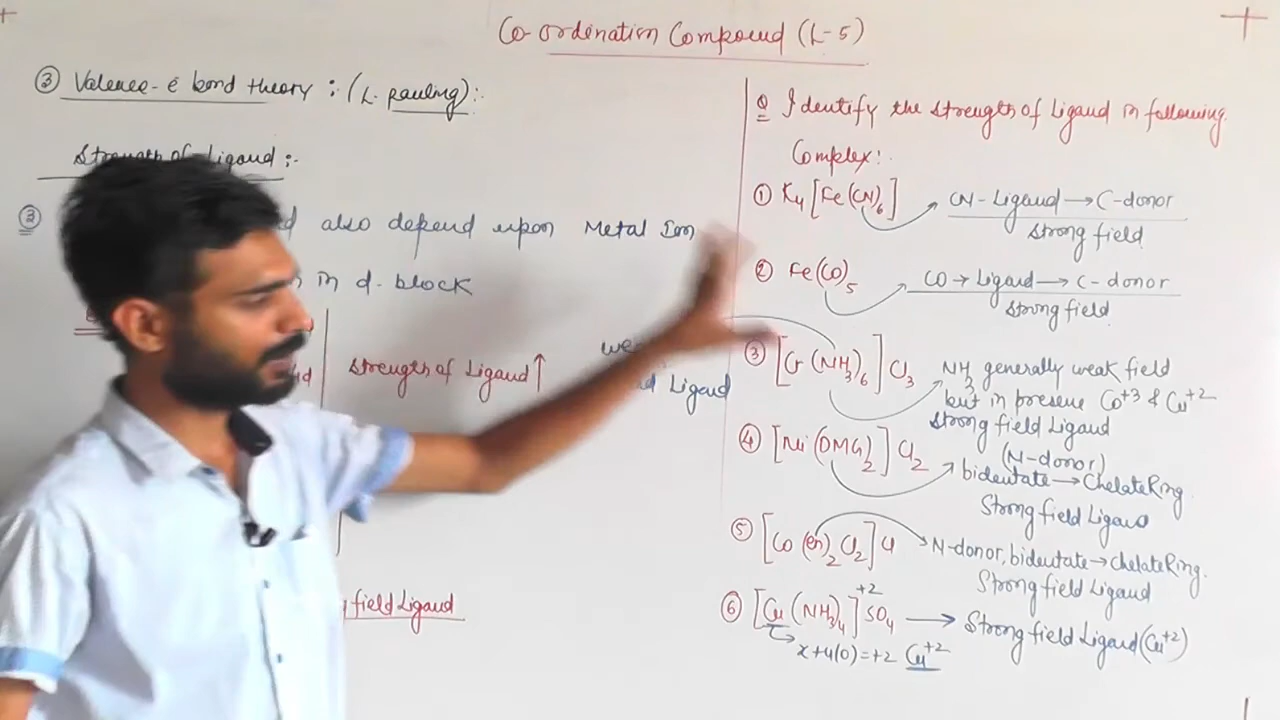 Co-ordination Compound (L-5)
③ Valence-é bond theory :- (L. pauling):-
Strength of Ligand :-
③ also depend upon Metal Ion
in d-block
Strength of Ligand ↑
Ligand
field Ligand
Q Identify the strength of Ligand in following
Complex:
① K4[Fe(CN)6] CN-Ligand → C-donor
Strong field
② Fe(CO)5 CO → Ligand → C-donor
Strong field
③ [Cr(NH3)6]Cl3 NH3 generally weak field
but in presence Co+3 & Cu+2
Strong field Ligand
④ [Ni(DMG)2]Cl2 (N-donor)
bidentate → Chelate Ring
Strong field Ligand
⑤ [Co(en)2Cl2]Cl N-donor, bidentate → Chelate Ring.
Strong field Ligand
⑥ [Cu(NH3)4]+2 SO4 → Strong field Ligand (Cu+2)
x+4(0)=+2 Cu+2